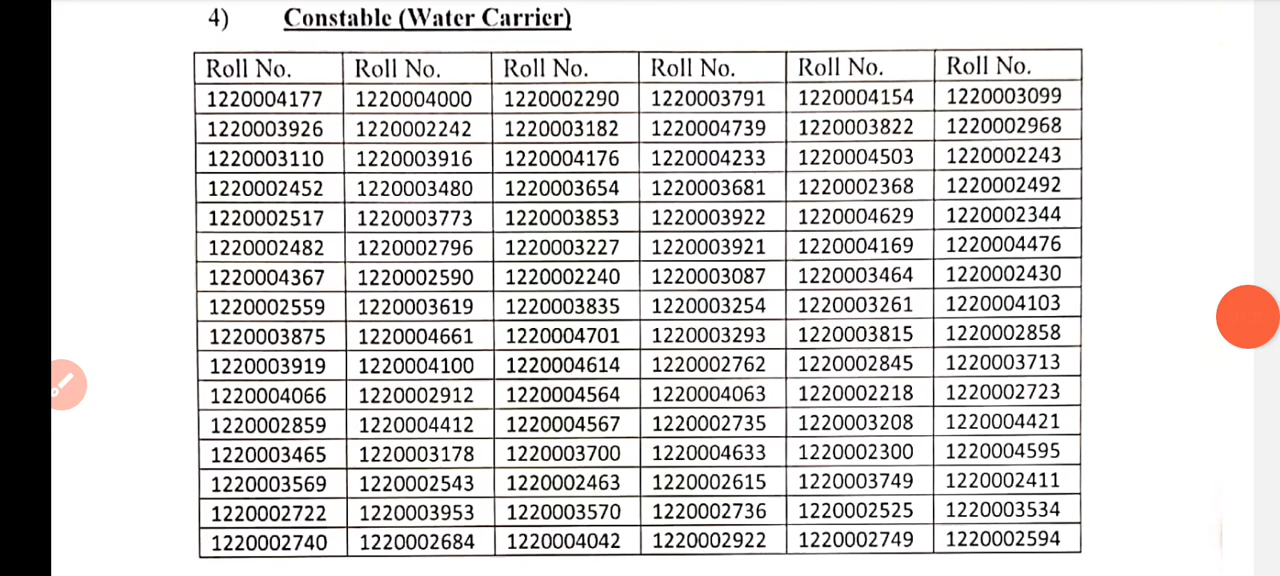 4) Constable (Water Carrier)
Roll No. Roll No. Roll No. Roll No. Roll No. Roll No.
1220004177 1220004000 1220002290 1220003791 1220004154 1220003099
1220003926 1220002242 1220003182 1220004739 1220003822 1220002968
1220003110 1220003916 1220004176 1220004233 1220004503 1220002243
1220002452 1220003480 1220003654 1220003681 1220002368 1220002492
1220002517 1220003773 1220003853 1220003922 1220004629 1220002344
1220002482 1220002796 1220003227 1220003921 1220004169 1220004476
1220004367 1220002590 1220002240 1220003087 1220003464 1220002430
1220002559 1220003619 1220003835 1220003254 1220003261 1220004103
1220003875 1220004661 1220004701 1220003293 1220003815 1220002858
1220003919 1220004100 1220004614 1220002762 1220002845 1220003713
1220004066 1220002912 1220004564 1220004063 1220002218 1220002723
1220002859 1220004412 1220004567 1220002735 1220003208 1220004421
1220003465 1220003178 1220003700 1220004633 1220002300 1220004595
1220003569 1220002543 1220002463 1220002615 1220003749 1220002411
1220002722 1220003953 1220003570 1220002736 1220002525 1220003534
1220002740 1220002684 1220004042 1220002922 1220002749 1220002594